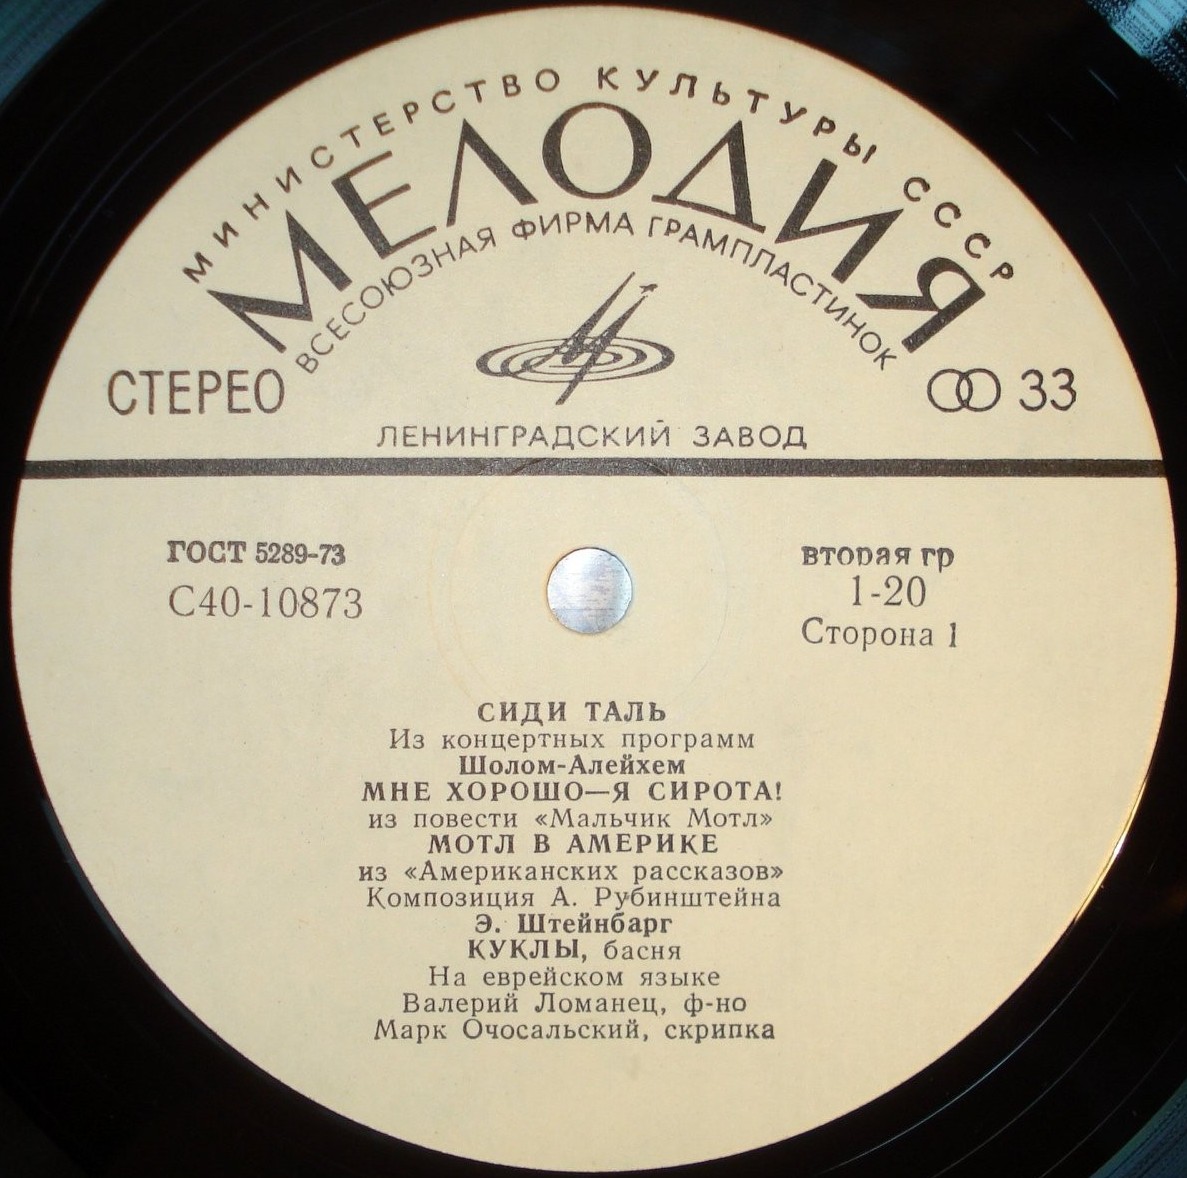 МИНИСТЕРСТВО КУЛЬТУРЫ СССР
МЕЛОДИЯ
ВСЕСОЮЗНАЯ ФИРМА ГРАМПЛАСТИНОК
СТЕРЕО
33
ЛЕНИНГРАДСКИЙ ЗАВОД
ГОСТ 5289-73
вторая гр
С40-10873
1-20
Сторона 1
СИДИ ТАЛЬ
Из концертных программ
Шолом-Алейхем
МНЕ ХОРОШО—Я СИРОТА!
из повести «Мальчик Мотл»
МОТЛ В АМЕРИКЕ
из «Американских рассказов»
Композиция А. Рубинштейна
Э. Штейнбарг
КУКЛЫ, басня
На еврейском языке
Валерий Ломанец, ф-но
Марк Очосальский, скрипка